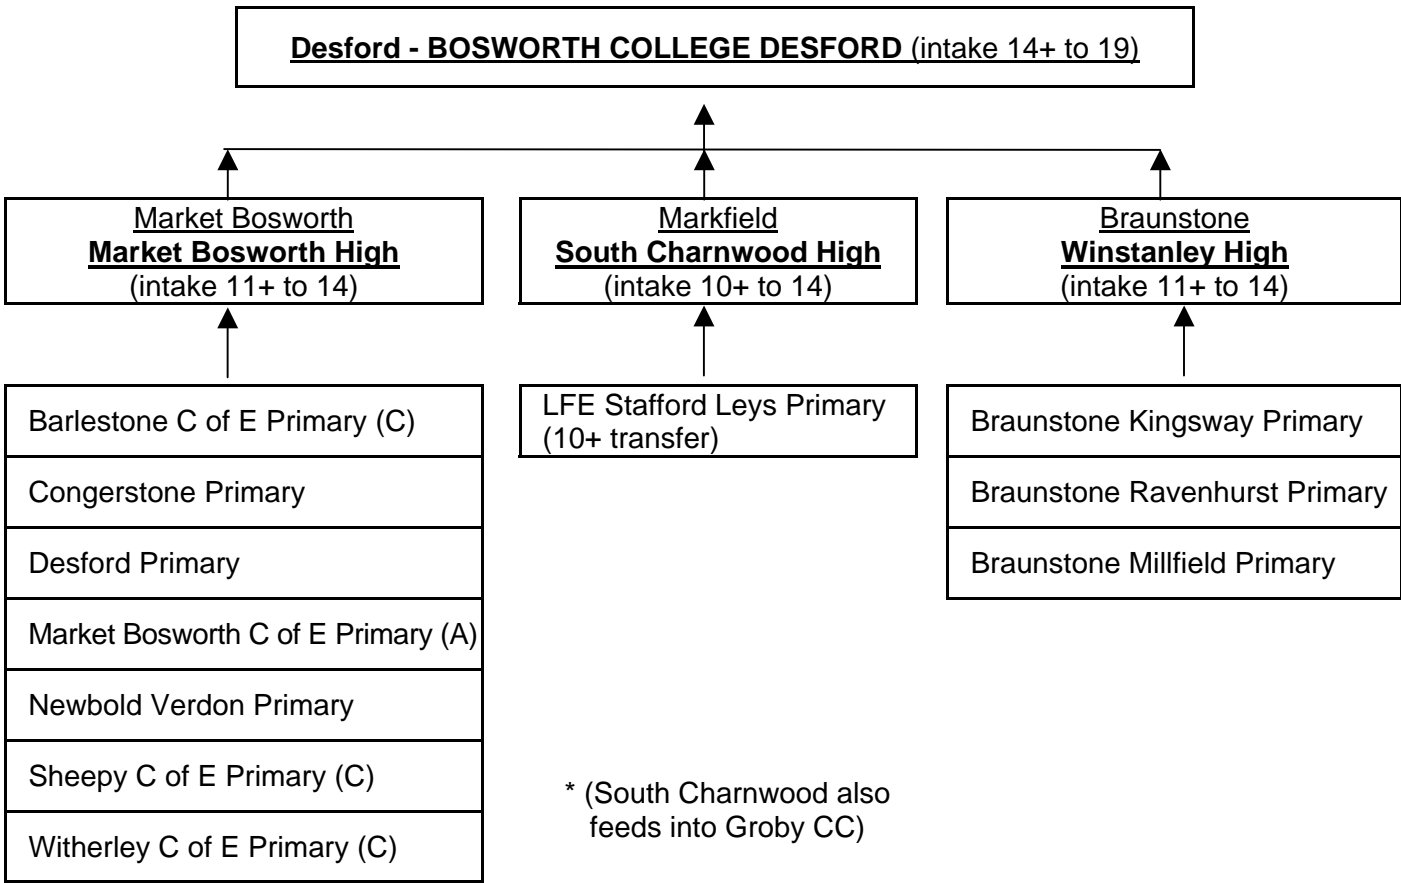 Desford - BOSWORTH COLLEGE DESFORD (intake 14+ to 19)
Market Bosworth
Market Bosworth High
(intake 11+ to 14)
Markfield
South Charnwood High
(intake 10+ to 14)
Braunstone
Winstanley High
(intake 11+ to 14)
Barlestone C of E Primary (C)
Congerstone Primary
Desford Primary
Market Bosworth C of E Primary (A)
Newbold Verdon Primary
Sheepy C of E Primary (C)
Witherley C of E Primary (C)
LFE Stafford Leys Primary
(10+ transfer)
Braunstone Kingsway Primary
Braunstone Ravenhurst Primary
Braunstone Millfield Primary
* (South Charnwood also
feeds into Groby CC)